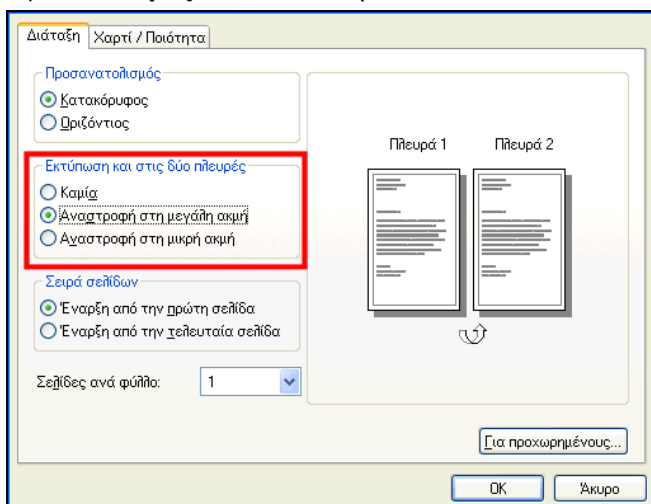 Διάταξη Χαρτί / Ποιότητα
Προσανατολισμός
Κατακόρυφος
Οριζόντιος
Πλευρά 1 Πλευρά 2
Εκτύπωση και στις δύο πλευρές
Καμία
Αναστροφή στη μεγάλη ακμή
Αναστροφή στη μικρή ακμή
Σειρά σελίδων
Έναρξη από την πρώτη σελίδα
Έναρξη από την τελευταία σελίδα
Σελίδες ανά φύλλο: 1
Για προχωρημένους...
OK Άκυρο